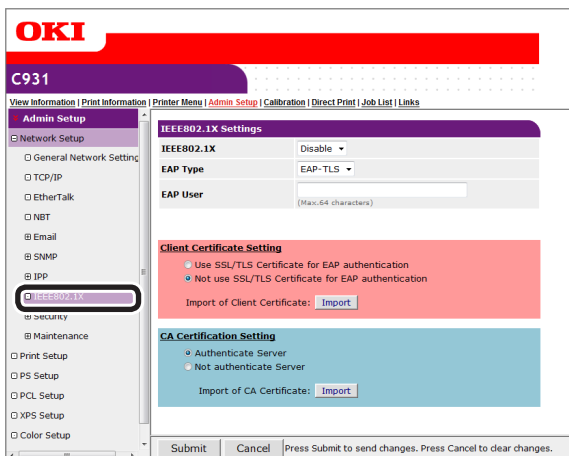 OKI
C931
View Information | Print Information | Printer Menu | Admin Setup | Calibration | Direct Print | Job List | Links
Admin Setup
Network Setup
General Network Setting
TCP/IP
EtherTalk
NBT
Email
SNMP
IPP
IEEE802.1X
Security
Maintenance
Print Setup
PS Setup
PCL Setup
XPS Setup
Color Setup
IEEE802.1X Settings
IEEE802.1X Disable
EAP Type EAP-TLS
EAP User
(Max.64 characters)
Client Certificate Setting
Use SSL/TLS Certificate for EAP authentication
Not use SSL/TLS Certificate for EAP authentication
Import of Client Certificate: Import
CA Certification Setting
Authenticate Server
Not authenticate Server
Import of CA Certificate: Import
Submit Cancel Press Submit to send changes. Press Cancel to clear changes.